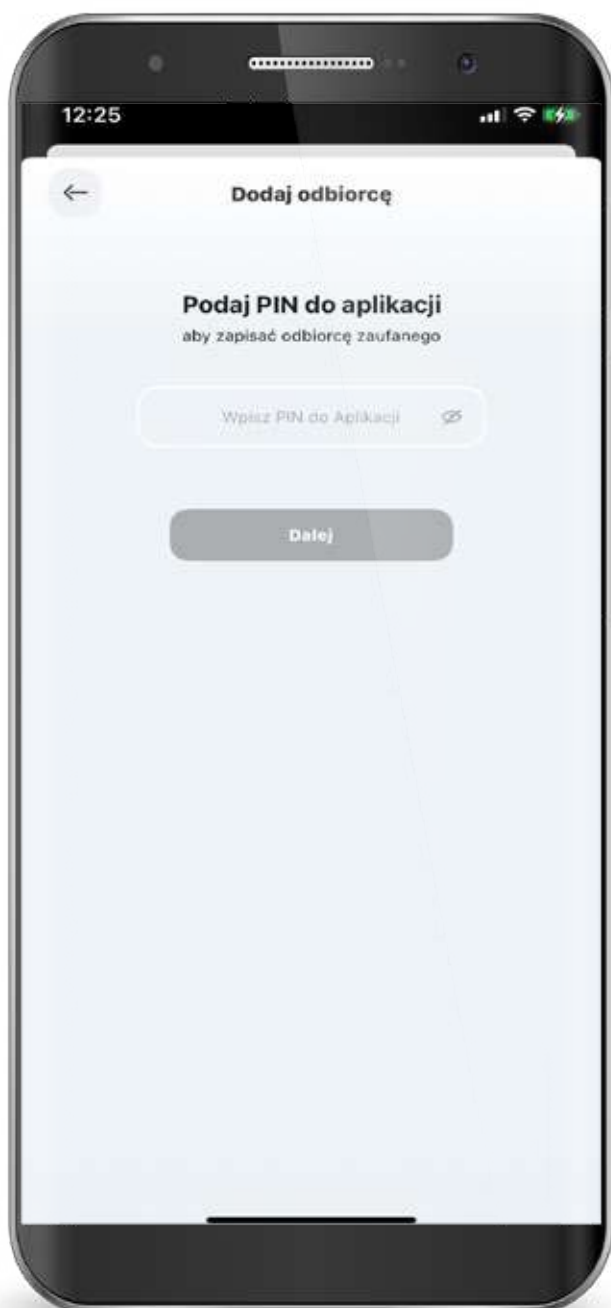 12:25
Dodaj odbiorcę
Podaj PIN do aplikacji
aby zapisać odbiorcę zaufanego
Wpisz PIN do Aplikacji
Dalej